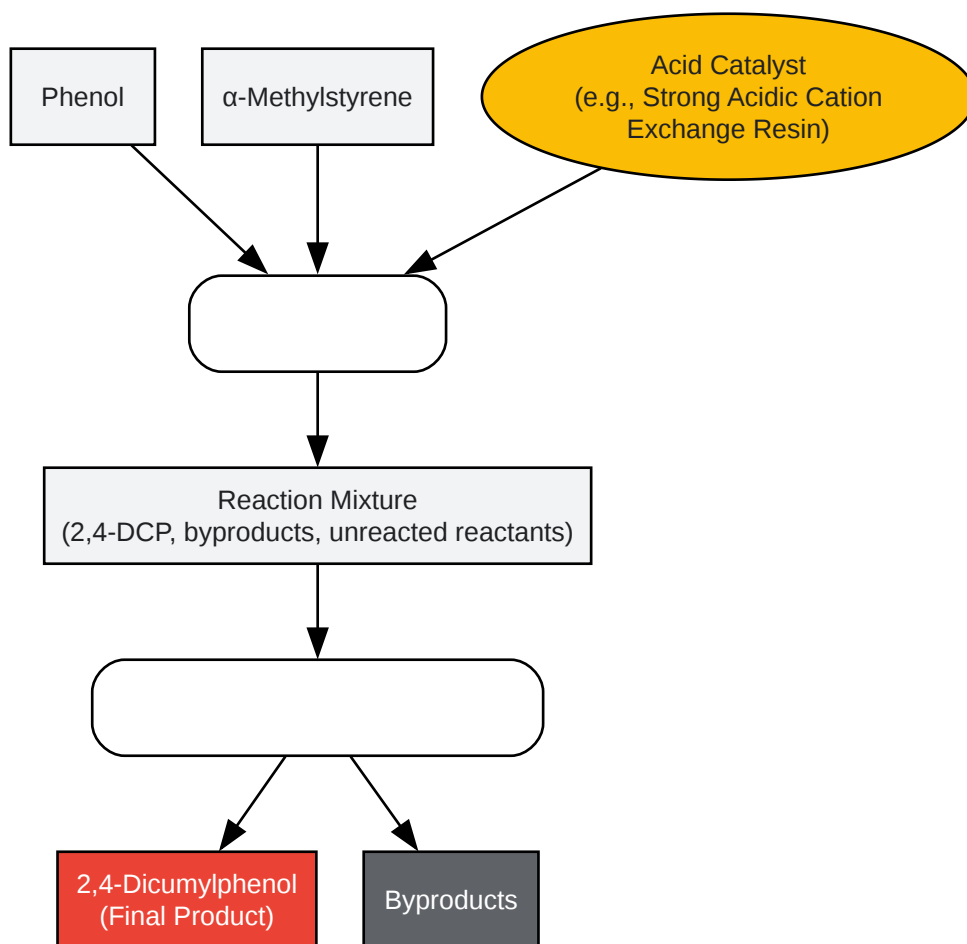 Phenol
α-Methylstyrene
Acid Catalyst
(e.g., Strong Acidic Cation
Exchange Resin)
Reaction Mixture
(2,4-DCP, byproducts, unreacted reactants)
2,4-Dicumylphenol
(Final Product)
Byproducts